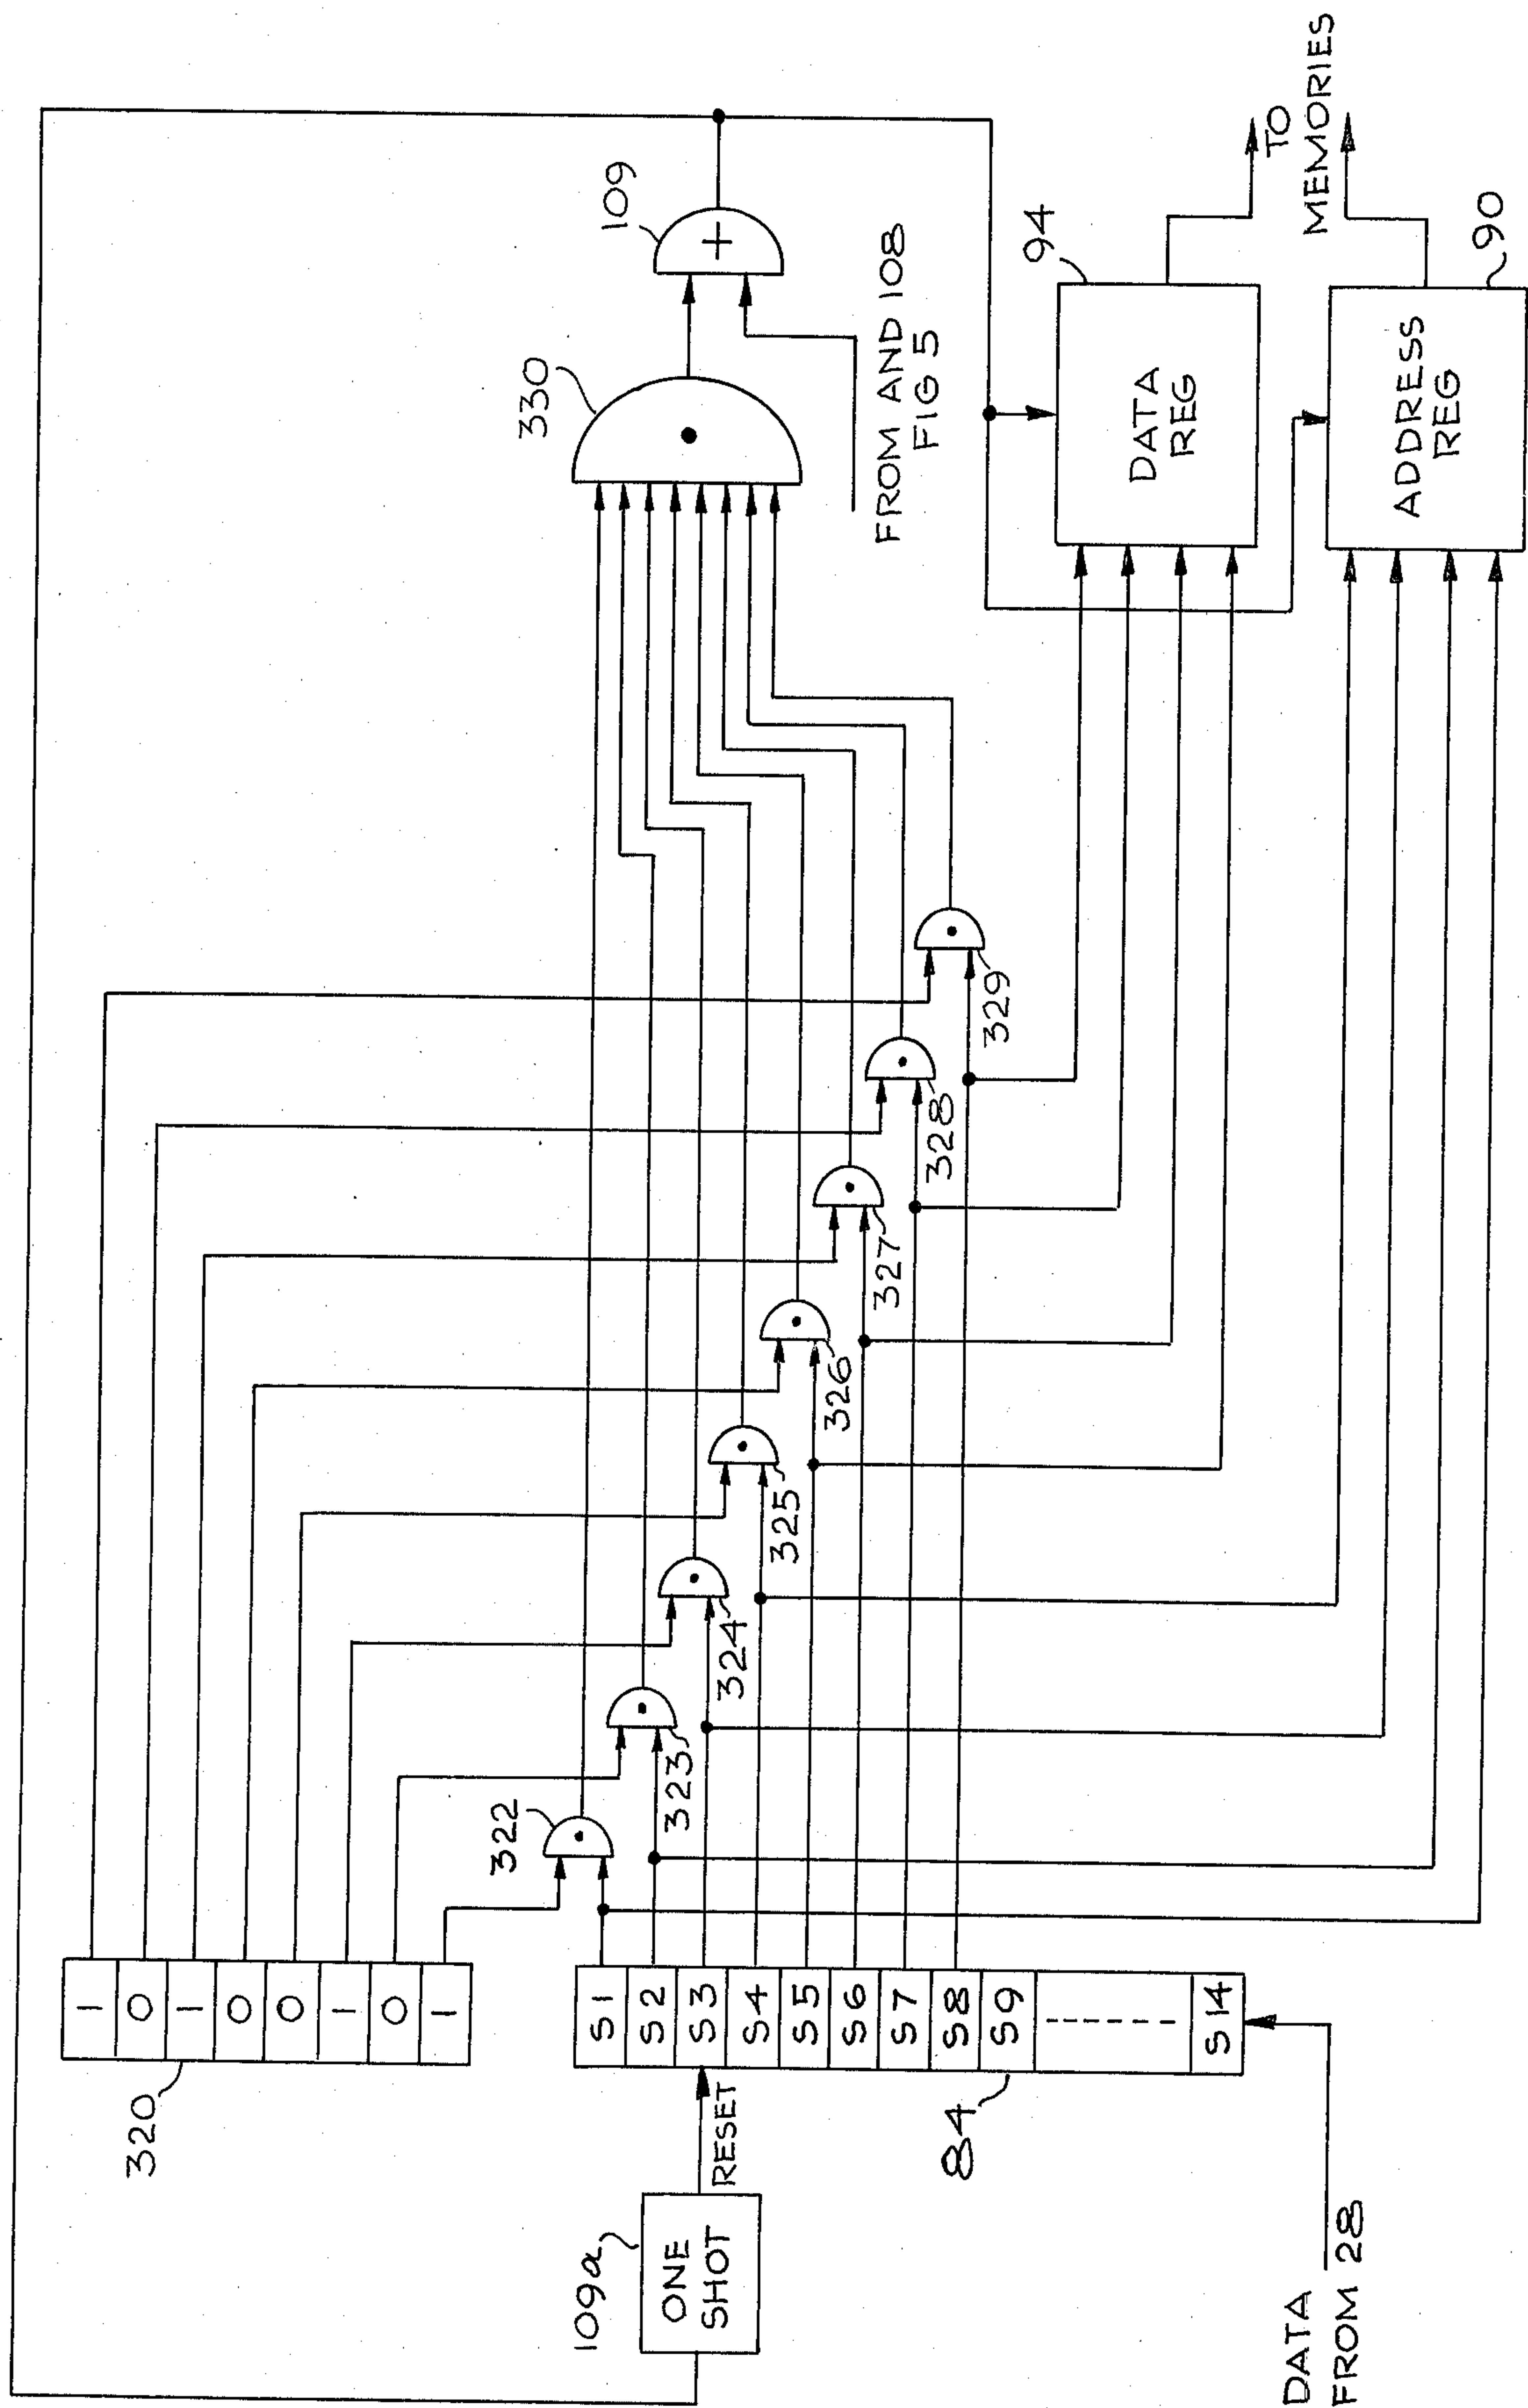 1
0
1
0
0
1
0
1
320
322
323
324
325
326
327
328
329
330
109
FROM AND 108
FIG 5
S1
S2
S3
S4
S5
S6
S7
S8
S9
S14
84
RESET
109a
ONE
SHOT
DATA
FROM 28
94
DATA
REG
ADDRESS
REG
90
TO
MEMORIES